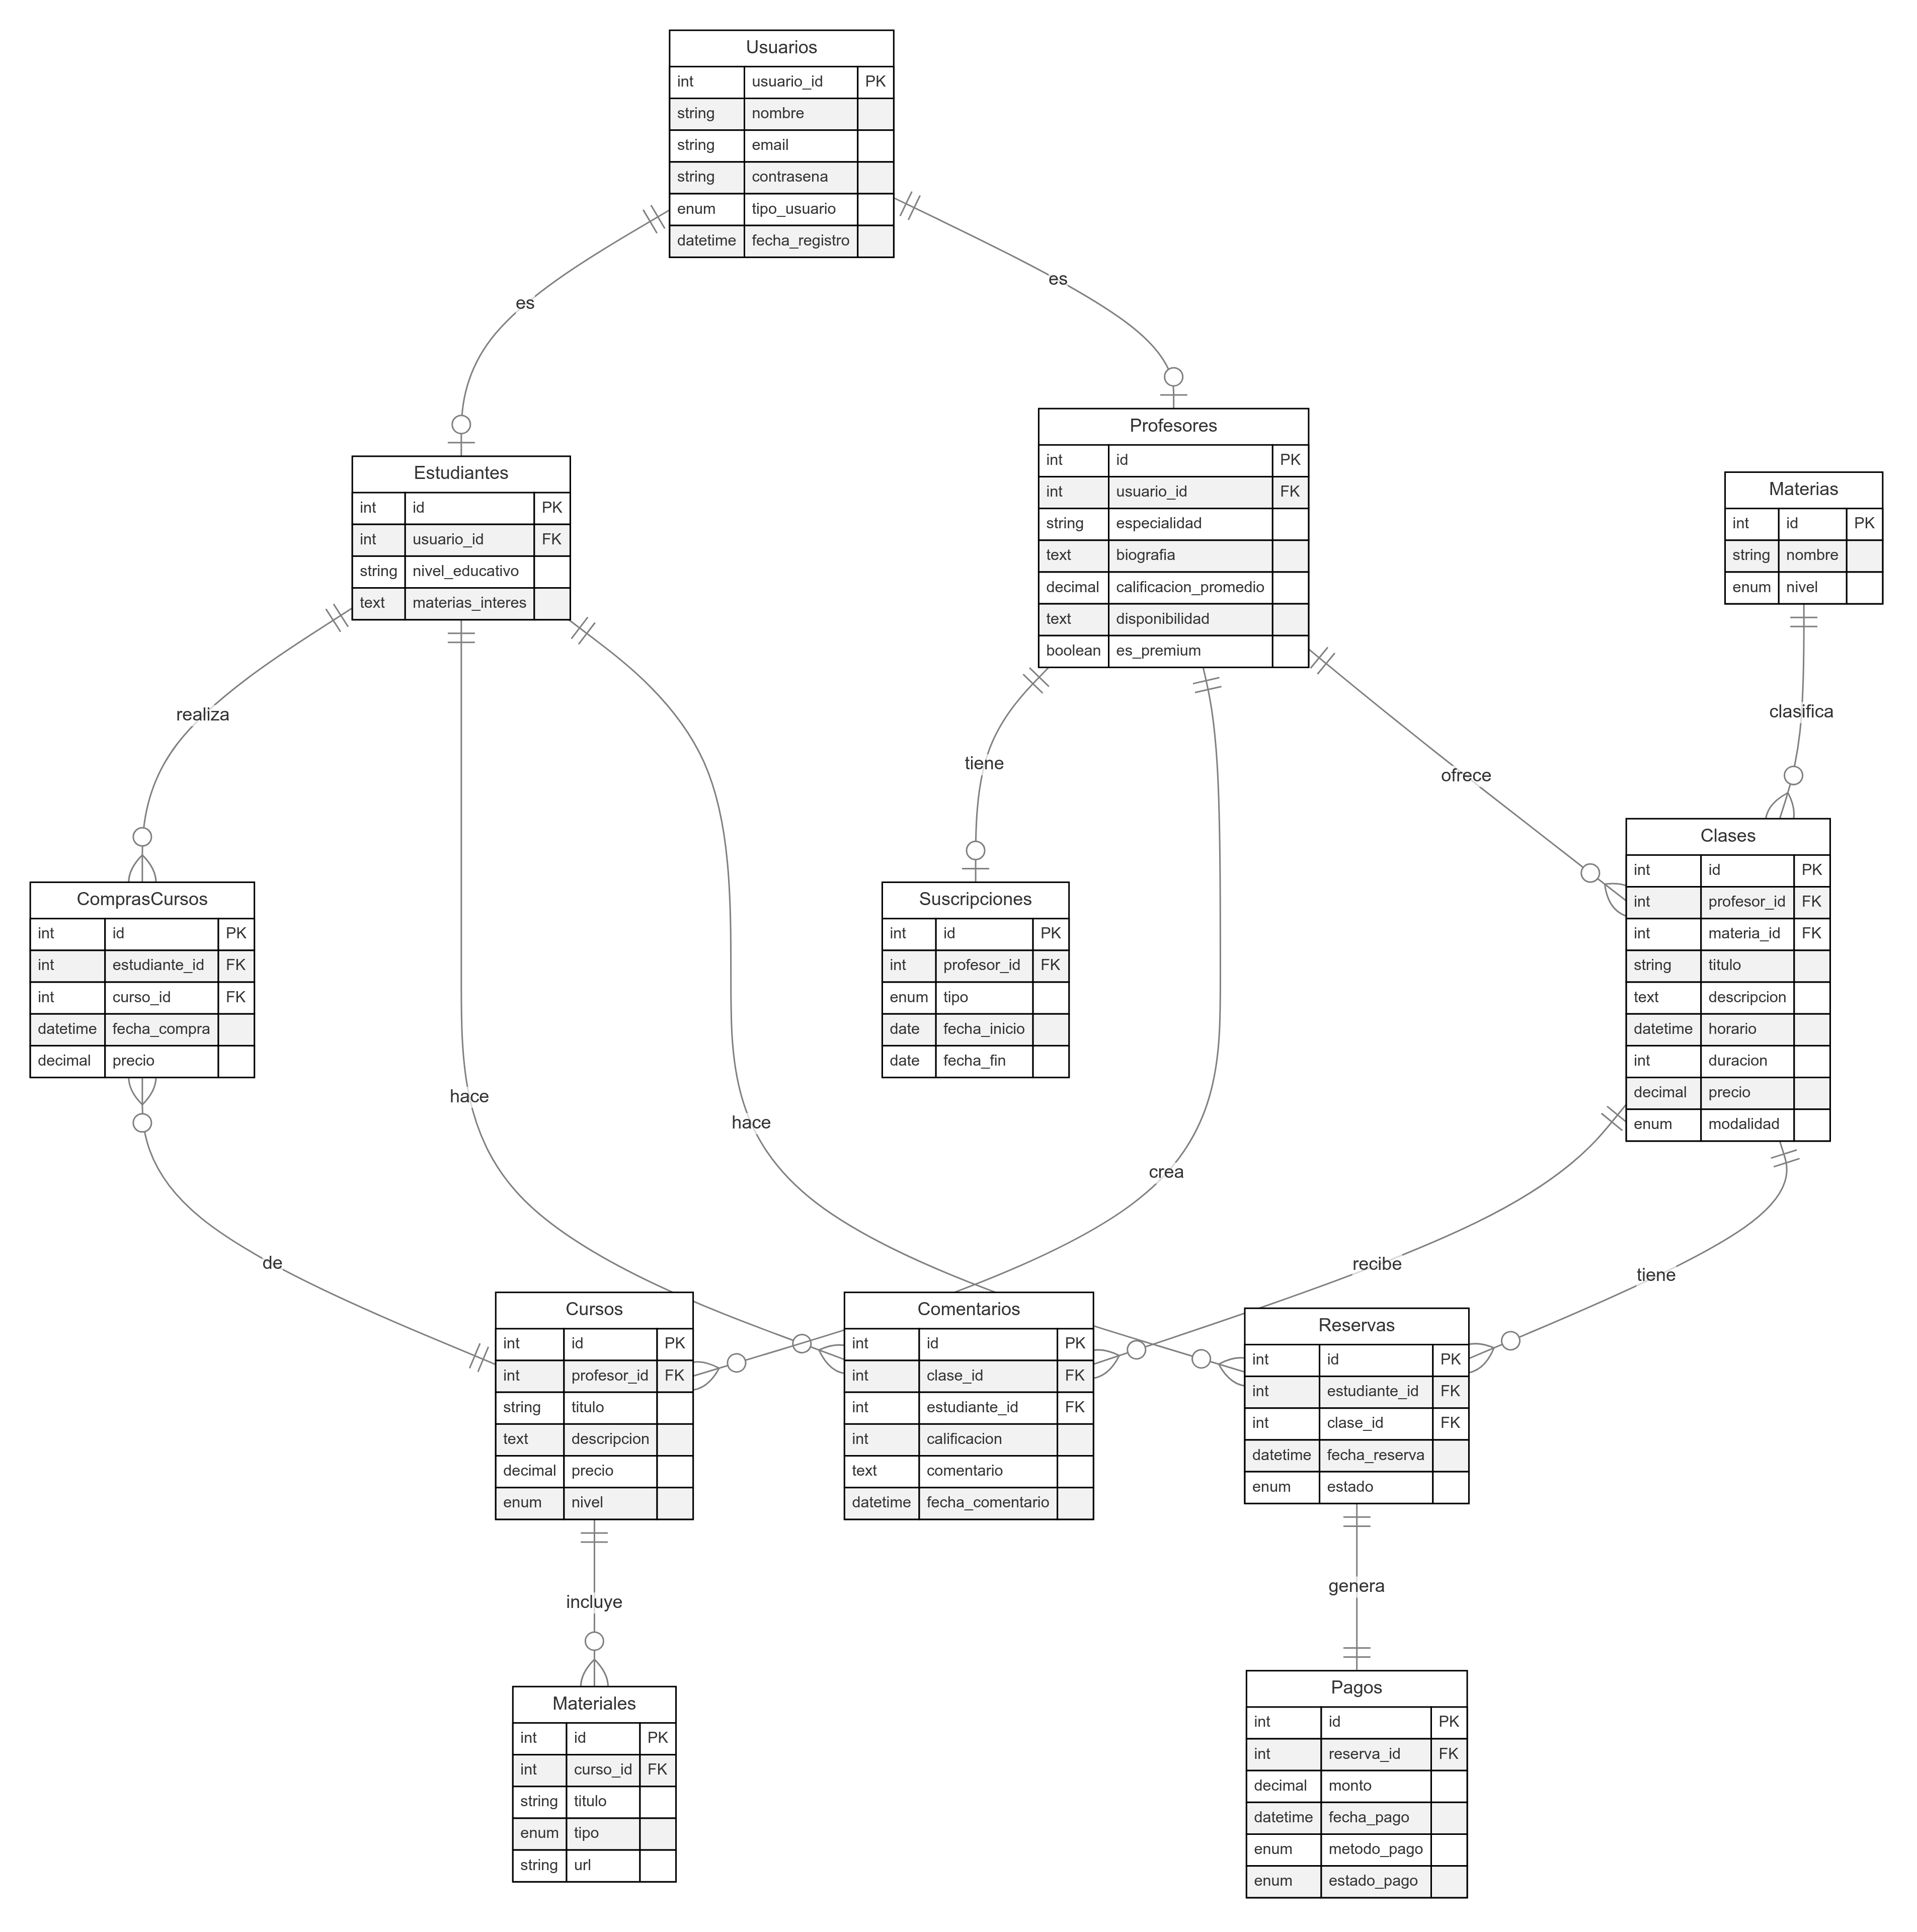 Usuarios
int usuario_id PK
string nombre
string email
string contrasena
enum tipo_usuario
datetime fecha_registro
es
es
Estudiantes
int id PK
int usuario_id FK
string nivel_educativo
text materias_interes
Profesores
int id PK
int usuario_id FK
string especialidad
text biografia
decimal calificacion_promedio
text disponibilidad
boolean es_premium
Materias
int id PK
string nombre
enum nivel
realiza
tiene
ofrece
clasifica
ComprasCursos
int id PK
int estudiante_id FK
int curso_id FK
datetime fecha_compra
decimal precio
Suscripciones
int id PK
int profesor_id FK
enum tipo
date fecha_inicio
date fecha_fin
Clases
int id PK
int profesor_id FK
int materia_id FK
string titulo
text descripcion
datetime horario
int duracion
decimal precio
enum modalidad
hace
hace
crea
de
recibe
tiene
Cursos
int id PK
int profesor_id FK
string titulo
text descripcion
decimal precio
enum nivel
Comentarios
int id PK
int clase_id FK
int estudiante_id FK
int calificacion
text comentario
datetime fecha_comentario
Reservas
int id PK
int estudiante_id FK
int clase_id FK
datetime fecha_reserva
enum estado
incluye
genera
Materiales
int id PK
int curso_id FK
string titulo
enum tipo
string url
Pagos
int id PK
int reserva_id FK
decimal monto
datetime fecha_pago
enum metodo_pago
enum estado_pago